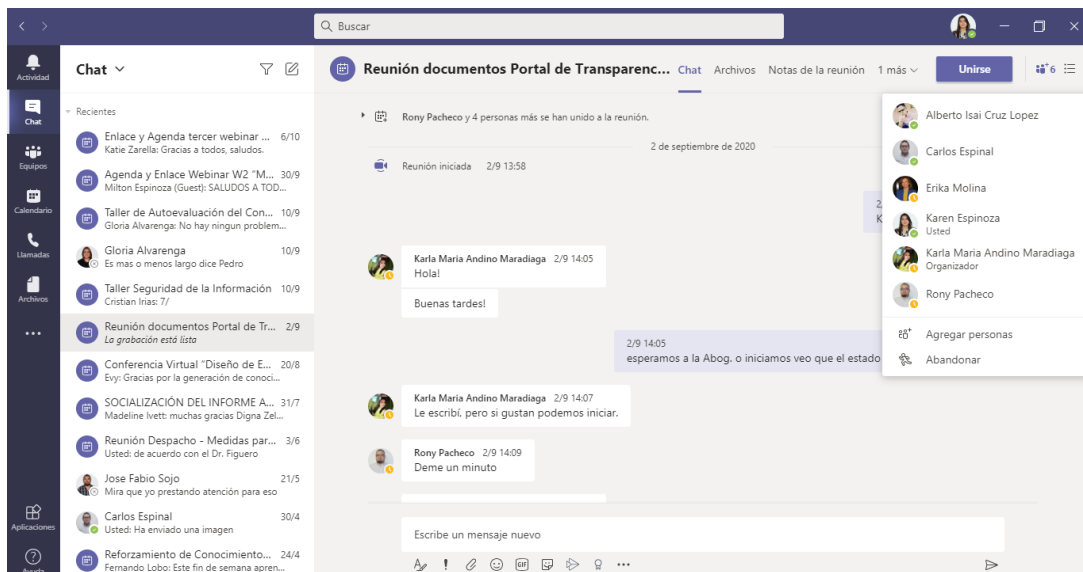 Buscar
Actividad
Chat
Equipos
Calendario
Llamadas
Archivos
Aplicaciones
Ayuda
Chat
Recientes
Enlace y Agenda tercer webinar ... 6/10
Katie Zarella: Gracias a todos, saludos.
Agenda y Enlace Webinar W2 "M... 30/9
Milton Espinoza (Guest): SALUDOS A TOD...
Taller de Autoevaluación del Con... 10/9
Gloria Alvarenga: No hay ningun problem...
Gloria Alvarenga 10/9
Es mas o menos largo dice Pedro
Taller Seguridad de la Información 10/9
Cristian Irias: 7/
Reunión documentos Portal de Tr... 2/9
La grabación está lista
Conferencia Virtual "Diseño de E... 20/8
Evy: Gracias por la generación de conoci...
SOCIALIZACIÓN DEL INFORME A... 31/7
Madeline Ivett: muchas gracias Digna Zel...
Reunión Despacho - Medidas par... 3/6
Usted: de acuerdo con el Dr. Figuero
Jose Fabio Sojo 21/5
Mira que yo prestando atención para eso
Carlos Espinal 30/4
Usted: Ha enviado una imagen
Reforzamiento de Conocimiento... 24/4
Fernando Lobo: Este fin de semana apren...
Reunión documentos Portal de Transparenc... Chat Archivos Notas de la reunión 1 más Unirse 6
Rony Pacheco y 4 personas más se han unido a la reunión.
2 de septiembre de 2020
Reunión iniciada 2/9 13:58
2
K
Karla Maria Andino Maradiaga 2/9 14:05
Hola!
Buenas tardes!
2/9 14:05
esperamos a la Abog. o iniciamos veo que el estado
Karla Maria Andino Maradiaga 2/9 14:07
Le escribí, pero si gustan podemos iniciar.
Rony Pacheco 2/9 14:09
Deme un minuto
Escribe un mensaje nuevo
GIF
Alberto Isai Cruz Lopez
Carlos Espinal
Erika Molina
Karen Espinoza
Usted
Karla Maria Andino Maradiaga
Organizador
Rony Pacheco
Agregar personas
Abandonar